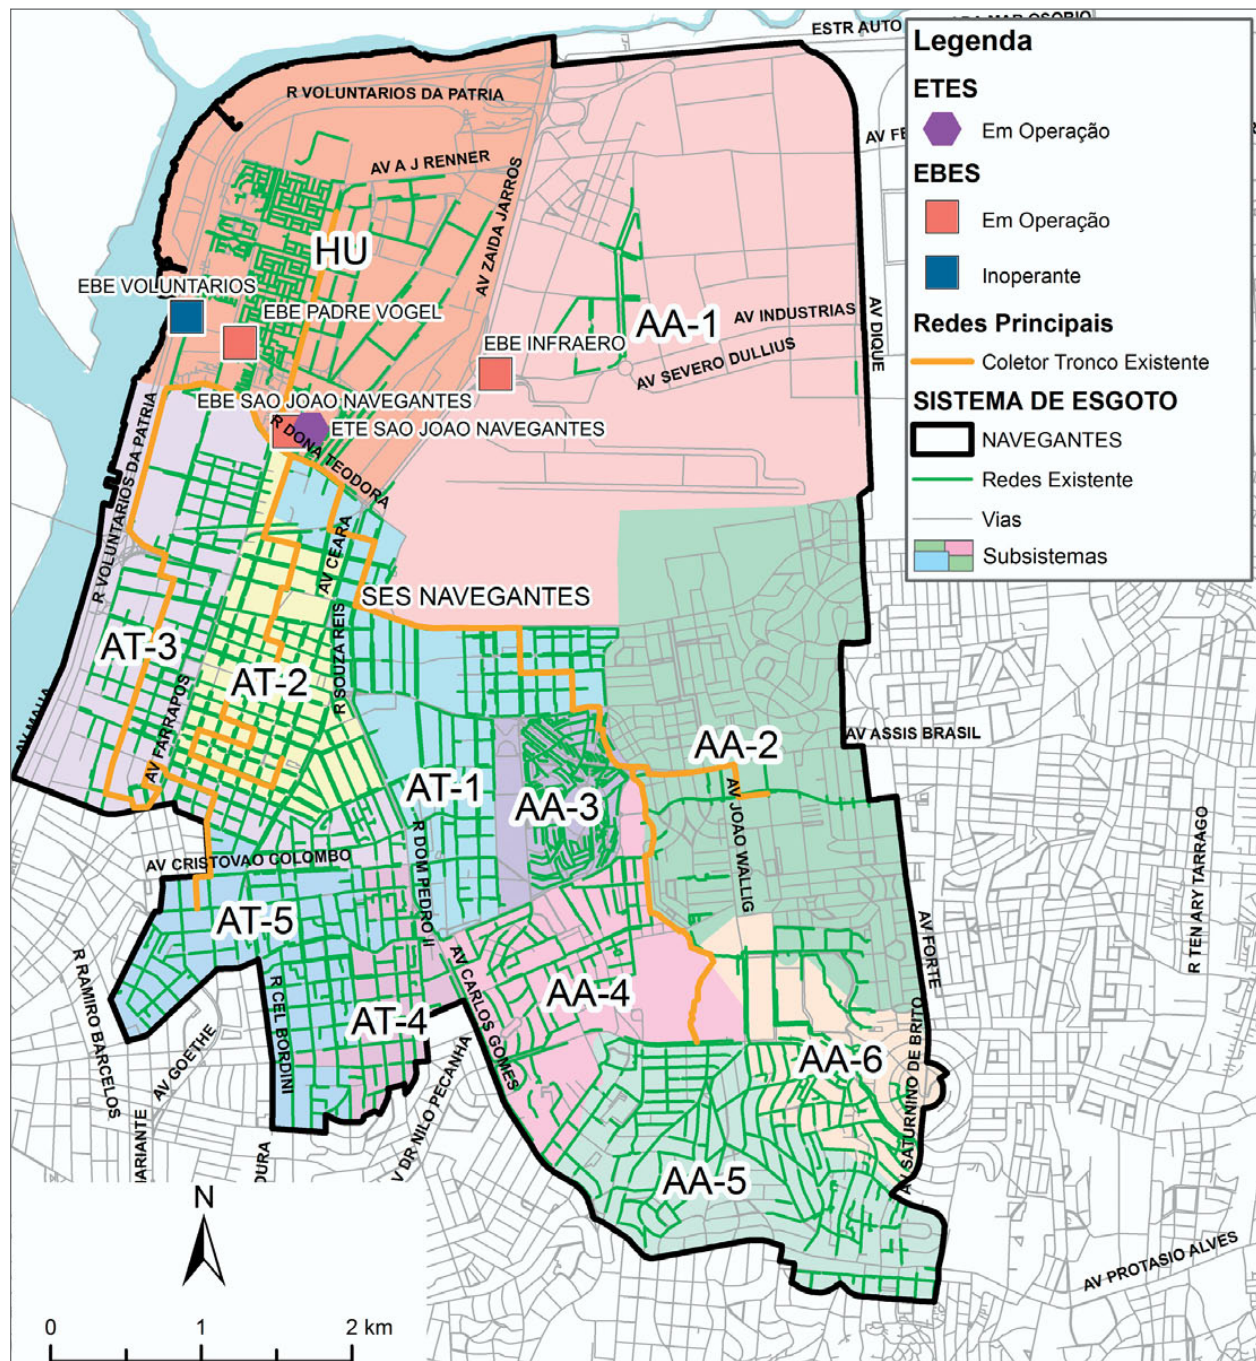 ESTR AUTO
MAR OSORIO
R VOLUNTARIOS DA PATRIA
AV A J RENNER
AV ZAIDA JARROS
HU
EBE VOLUNTARIOS
EBE PADRE VOGEL
EBE INFRAERO
AA-1
AV INDUSTRIAS
AV SEVERO DULLIUS
AV DIQUE
EBE SAO JOAO NAVEGANTES
ETE SAO JOAO NAVEGANTES
R DONA TEODORA
R VOLUNTARIOS DA PATRIA
AV CEARA
SES NAVEGANTES
R SOUZA REIS
AT-3
AT-2
AV MAUA
AV FARRAPOS
AT-1
AA-3
AA-2
AV ASSIS BRASIL
AV JOAO WALLIG
R DOM PEDRO II
AV CRISTOVAO COLOMBO
AT-5
AT-4
AA-4
AV CARLOS GOMES
AV FORTE
R TEN ARY TARRAGO
R RAMIRO BARCELOS
AV GOETHE
R CEL BORDINI
AV SATURNINO DE BRITO
AA-6
AA-5
V DR NILO PECANHA
ARIANTE
OURA
AV PROTASIO ALVES
N
0 1 2 km
Legenda
ETES
Em Operação
EBES
Em Operação
Inoperante
Redes Principais
Coletor Tronco Existente
SISTEMA DE ESGOTO
NAVEGANTES
Redes Existente
Vias
Subsistemas
AV FE